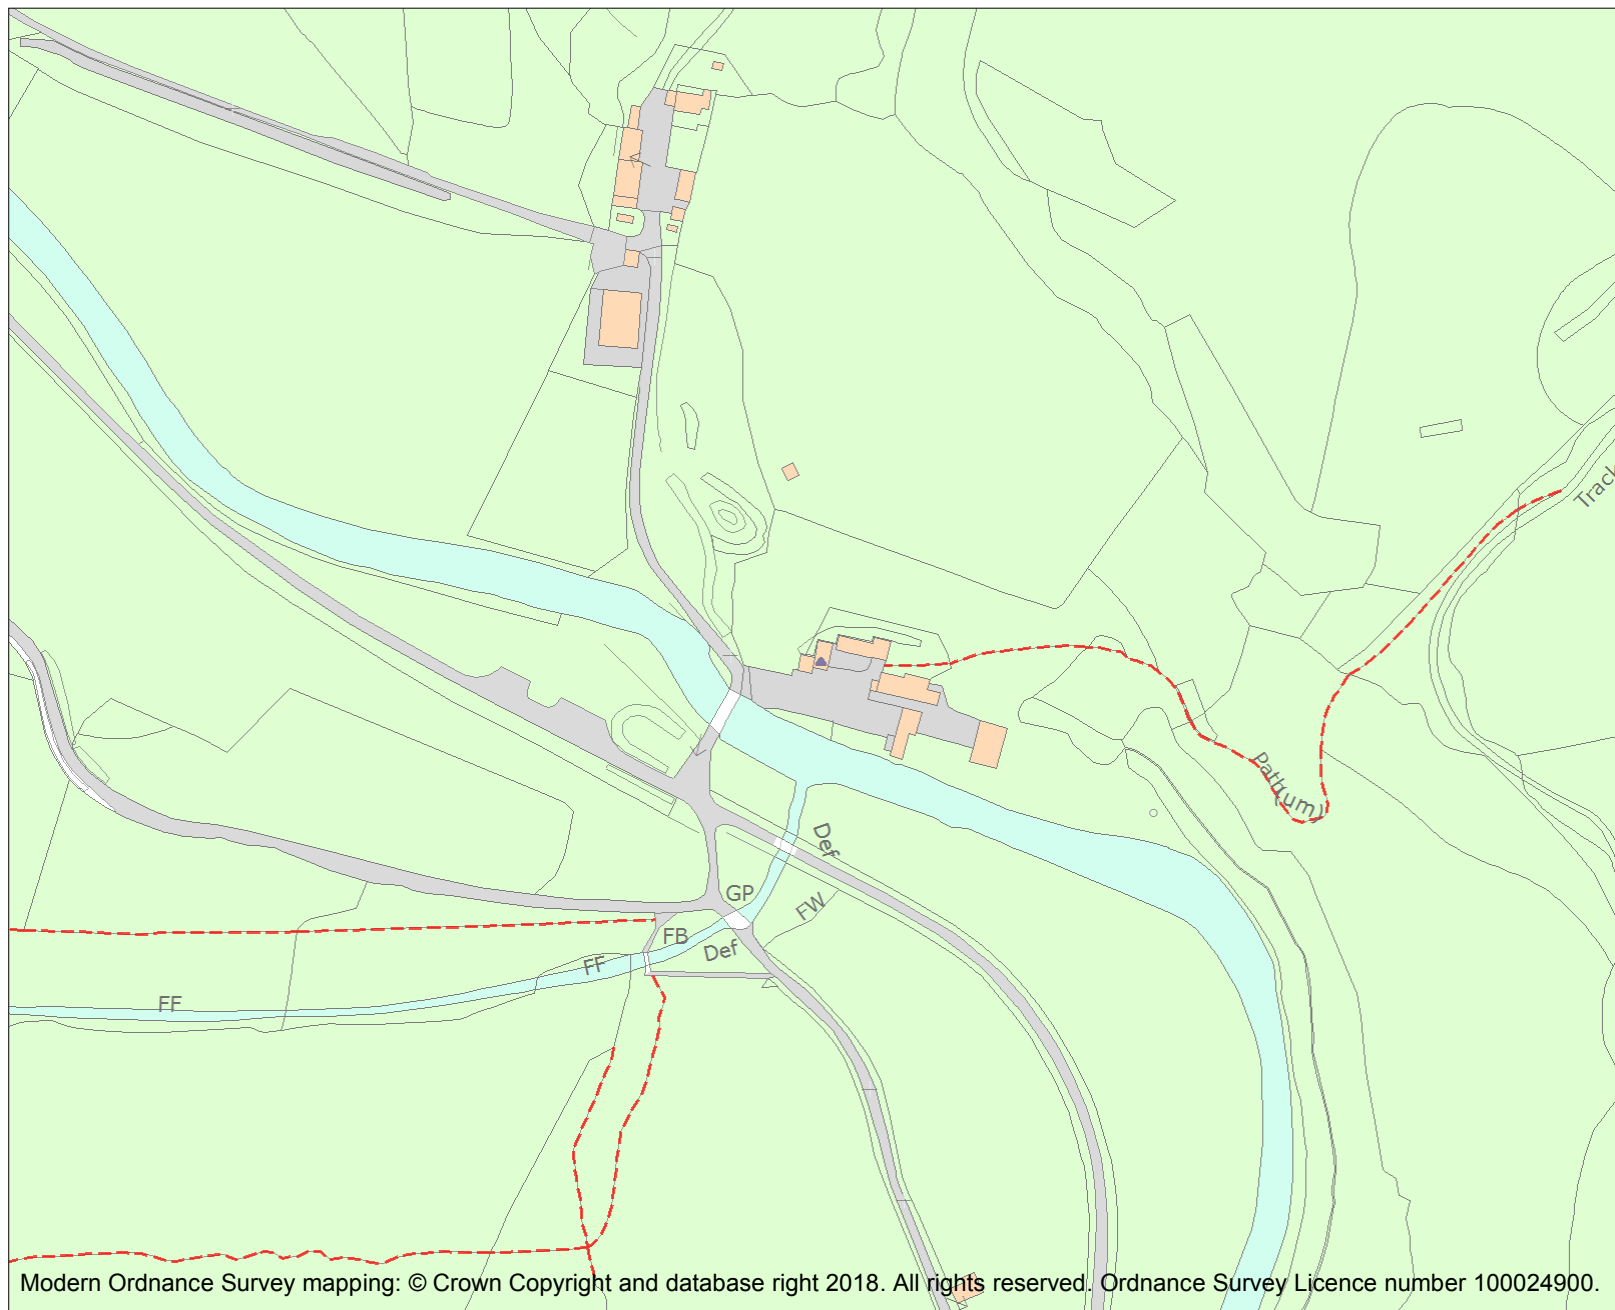 Track
Path (um)
Def
GP
FW
FB
Def
FF
FF
Modern Ordnance Survey mapping: © Crown Copyright and database right 2018. All rights reserved. Ordnance Survey Licence number 100024900.